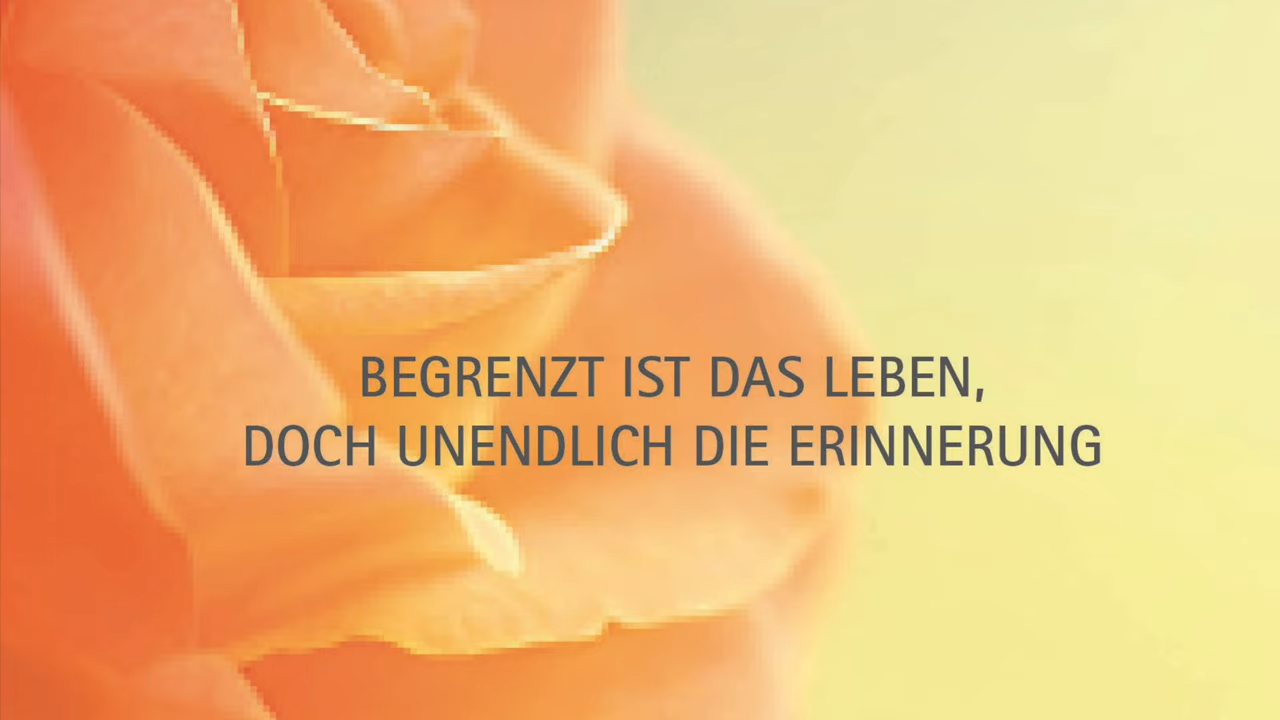 BEGRENZT IST DAS LEBEN,
DOCH UNENDLICH DIE ERINNERUNG